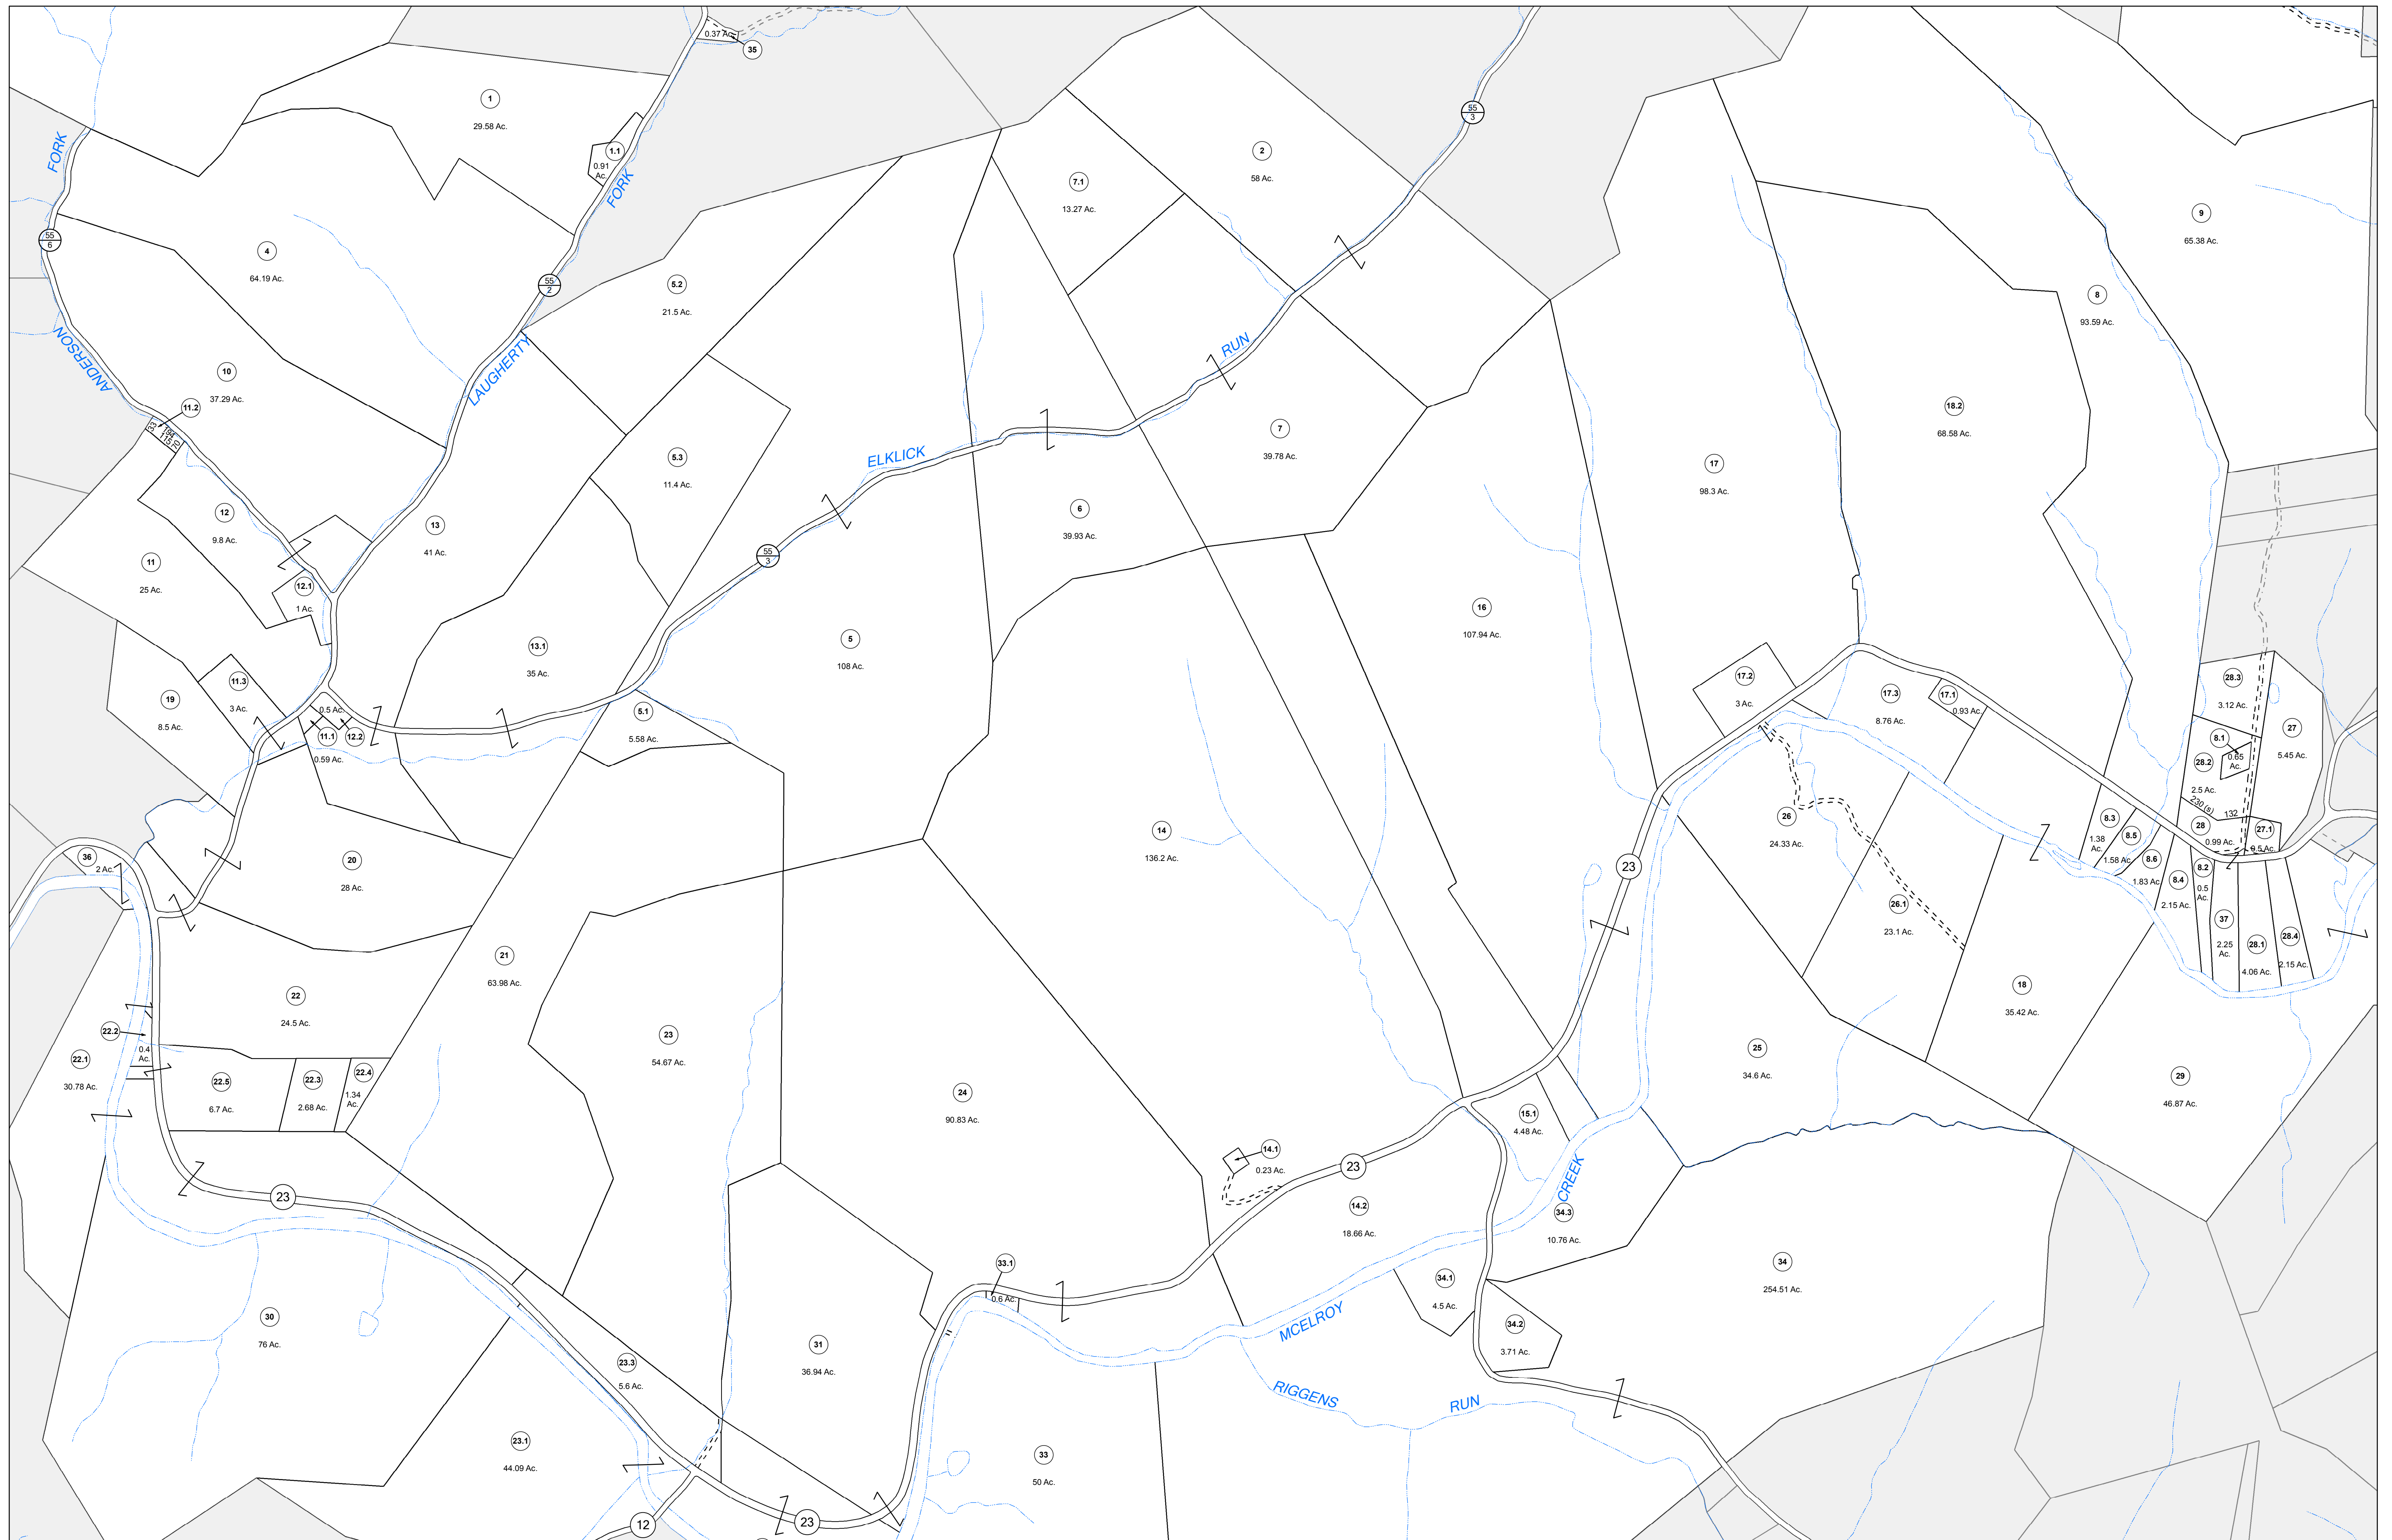 0.37 Ac.
35
1
29.58 Ac.
55
3
FORK
1.1
0.91
Ac.
FORK
2
58 Ac.
7.1
13.27 Ac.
9
65.38 Ac.
55
6
4
64.19 Ac.
55
2
5.2
21.5 Ac.
8
93.59 Ac.
ANDERSON
LAUGHERTY
RUN
10
37.29 Ac.
11.2
33
194
115
70
18.2
68.58 Ac.
7
39.78 Ac.
5.3
11.4 Ac.
ELKLICK
17
98.3 Ac.
12
9.8 Ac.
13
41 Ac.
6
39.93 Ac.
55
3
11
25 Ac.
12.1
1 Ac.
16
107.94 Ac.
5
108 Ac.
13.1
35 Ac.
19
8.5 Ac.
11.3
3 Ac.
0.5 Ac.
11.1
12.2
0.59 Ac.
5.1
5.58 Ac.
17.2
3 Ac.
17.3
8.76 Ac.
17.1
0.93 Ac.
28.3
3.12 Ac.
27
5.45 Ac.
8.1
0.65
Ac.
28.2
2.5 Ac.
230 (s)
132
28
0.99 Ac.
27.1
0.5 Ac.
26
24.33 Ac.
8.3
1.38
Ac.
8.5
1.58 Ac.
8.6
1.83 Ac.
8.4
2.15 Ac.
8.2
0.5
Ac.
37
2.25
Ac.
28.1
4.06 Ac.
28.4
2.15 Ac.
14
136.2 Ac.
23
36
2 Ac.
20
28 Ac.
26.1
23.1 Ac.
21
63.98 Ac.
22
24.5 Ac.
18
35.42 Ac.
22.2
0.4
Ac.
22.1
30.78 Ac.
22.5
6.7 Ac.
22.3
2.68 Ac.
22.4
1.34
Ac.
23
54.67 Ac.
24
90.83 Ac.
25
34.6 Ac.
29
46.87 Ac.
15.1
4.48 Ac.
14.1
0.23 Ac.
23
23
CREEK
14.2
18.66 Ac.
34.3
10.76 Ac.
33.1
0.6 Ac.
34
254.51 Ac.
34.1
4.5 Ac.
MCELROY
34.2
3.71 Ac.
30
76 Ac.
31
36.94 Ac.
23.3
5.6 Ac.
RIGGENS
RUN
23.1
44.09 Ac.
33
50 Ac.
12
23